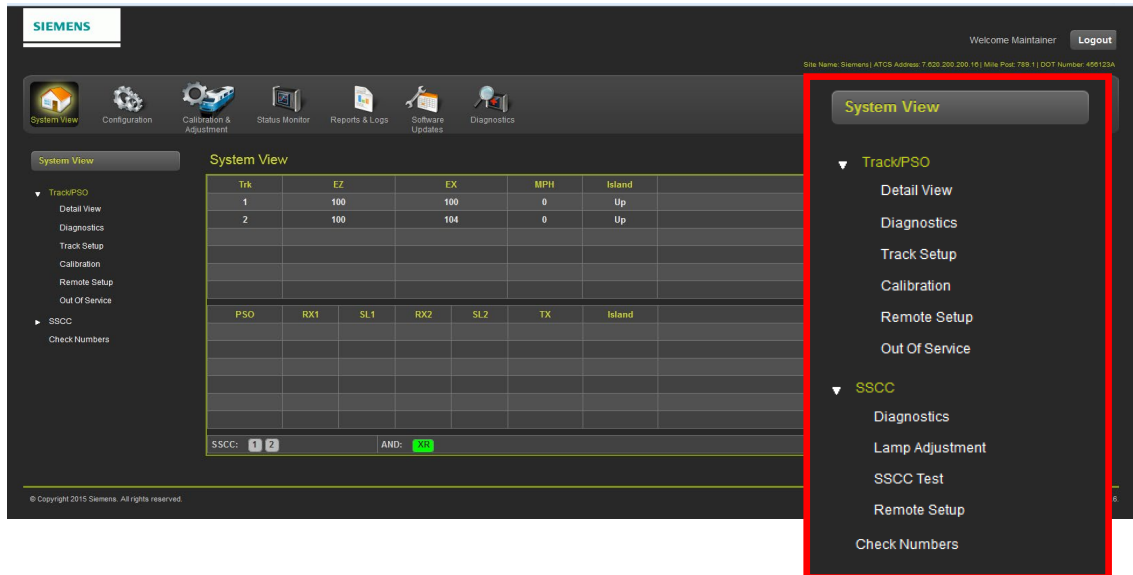 SIEMENS
Welcome Maintainer Logout
Site Name: Siemens | ATCS Address: 7.620.200.200.16 | Mile Post: 789.1 | DOT Number: 456123A
System View
Configuration
Calibration &
Adjustment
Status Monitor
Reports & Logs
Software
Updates
Diagnostics
System View
Track/PSO
Detail View
Diagnostics
Track Setup
Calibration
Remote Setup
Out Of Service
SSCC
Check Numbers
System View
Trk EZ EX MPH Island
1 100 100 0 Up
2 100 104 0 Up
PSO RX1 SL1 RX2 SL2 TX Island
SSCC: 1 2 AND: XR
© Copyright 2015 Siemens. All rights reserved.
6.
System View
Track/PSO
Detail View
Diagnostics
Track Setup
Calibration
Remote Setup
Out Of Service
SSCC
Diagnostics
Lamp Adjustment
SSCC Test
Remote Setup
Check Numbers